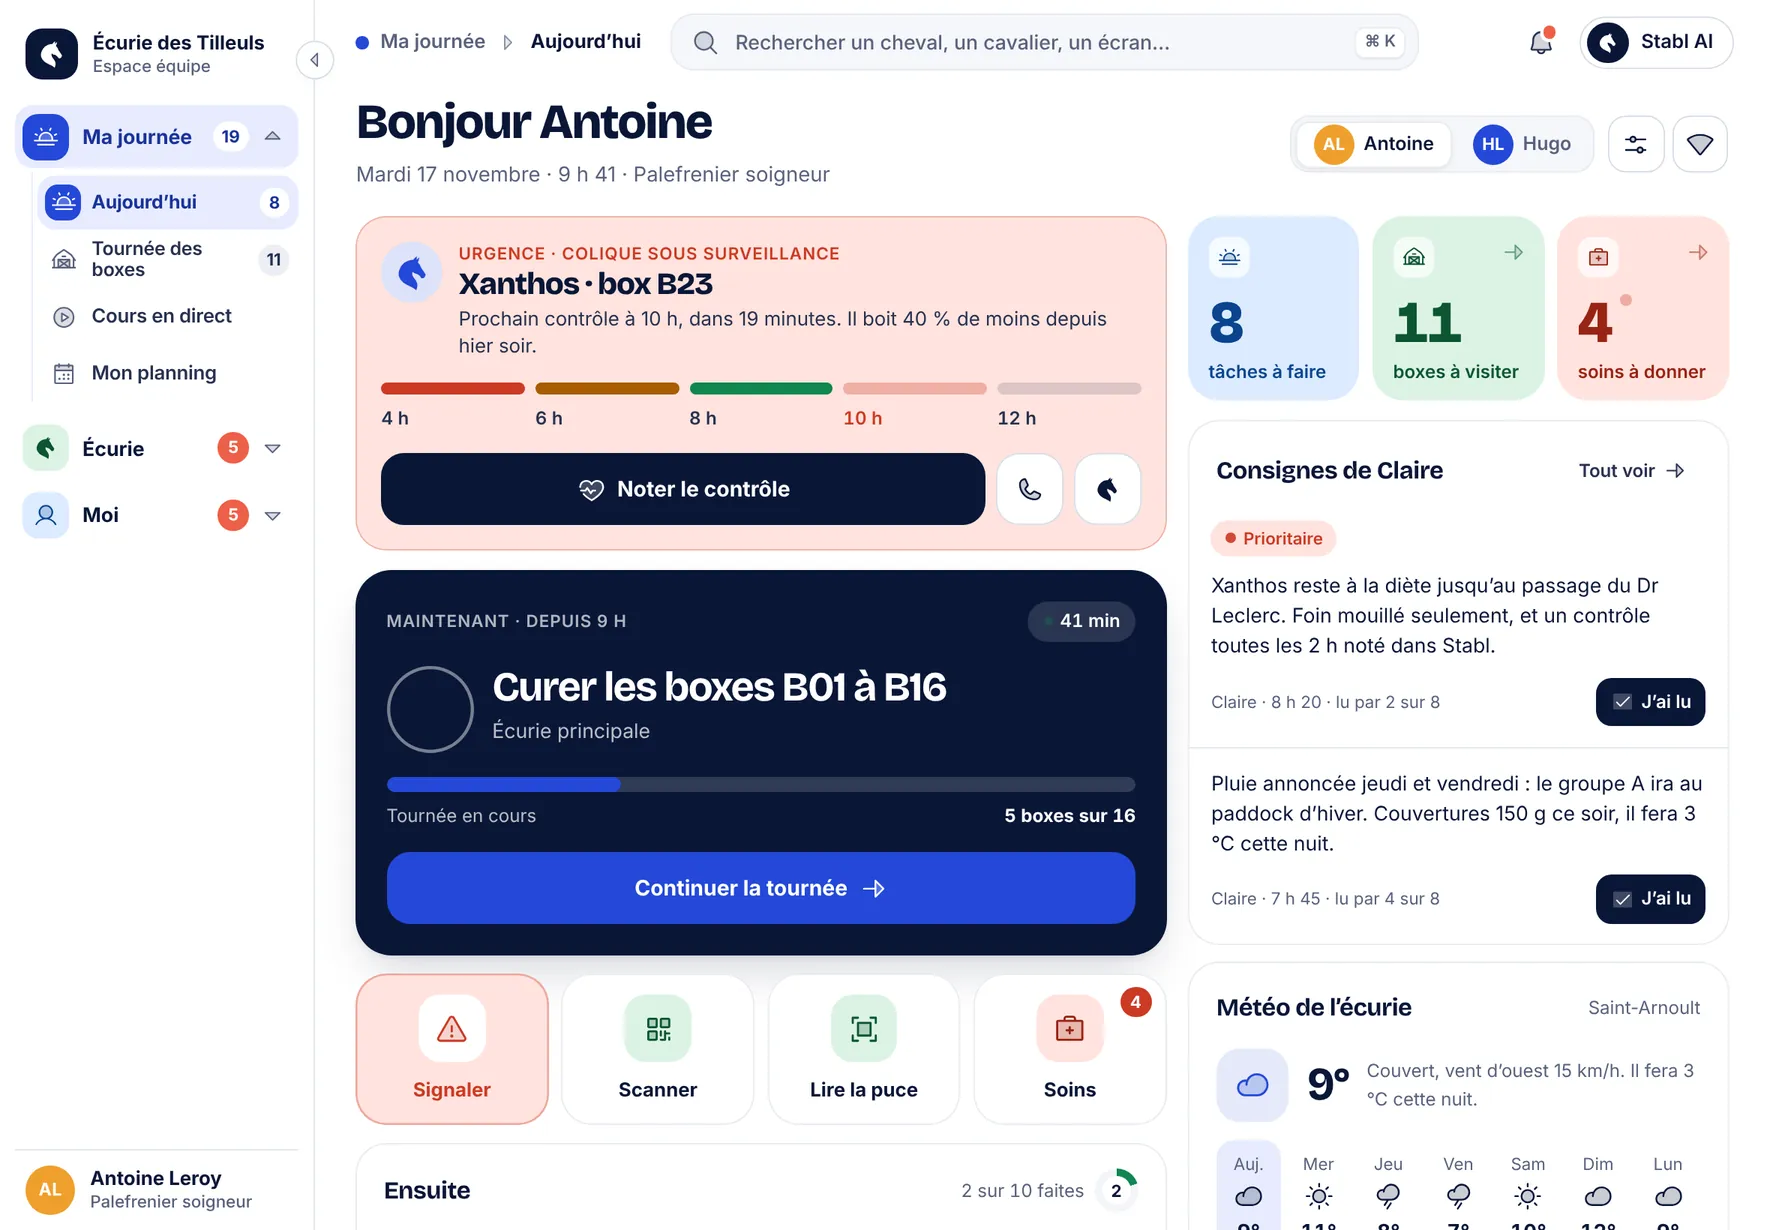 Écurie des Tilleuls
Espace équipe
Ma journée 19
Aujourd’hui 8
Tournée des
boxes 11
Cours en direct
Mon planning
Écurie 5
Moi 5
AL Antoine Leroy
Palefrenier soigneur
Ma journée Aujourd’hui
Rechercher un cheval, un cavalier, un écran…
⌘ K
Stabl AI
Bonjour Antoine
Mardi 17 novembre · 9 h 41 · Palefrenier soigneur
AL Antoine HL Hugo
URGENCE · COLIQUE SOUS SURVEILLANCE
Xanthos · box B23
Prochain contrôle à 10 h, dans 19 minutes. Il boit 40 % de moins depuis
hier soir.
4 h 6 h 8 h 10 h 12 h
Noter le contrôle
MAINTENANT · DEPUIS 9 H
41 min
Curer les boxes B01 à B16
Écurie principale
Tournée en cours 5 boxes sur 16
Continuer la tournée
Signaler
Scanner
Lire la puce
4
Soins
Ensuite 2 sur 10 faites 2
8
tâches à faire
11
boxes à visiter
4
soins à donner
Consignes de Claire Tout voir
Prioritaire
Xanthos reste à la diète jusqu’au passage du Dr
Leclerc. Foin mouillé seulement, et un contrôle
toutes les 2 h noté dans Stabl.
Claire · 8 h 20 · lu par 2 sur 8 J’ai lu
Pluie annoncée jeudi et vendredi : le groupe A ira au
paddock d’hiver. Couvertures 150 g ce soir, il fera 3
°C cette nuit.
Claire · 7 h 45 · lu par 4 sur 8 J’ai lu
Météo de l’écurie Saint-Arnoult
9°
Couvert, vent d’ouest 15 km/h. Il fera 3
°C cette nuit.
Auj. Mer Jeu Ven Sam Dim Lun